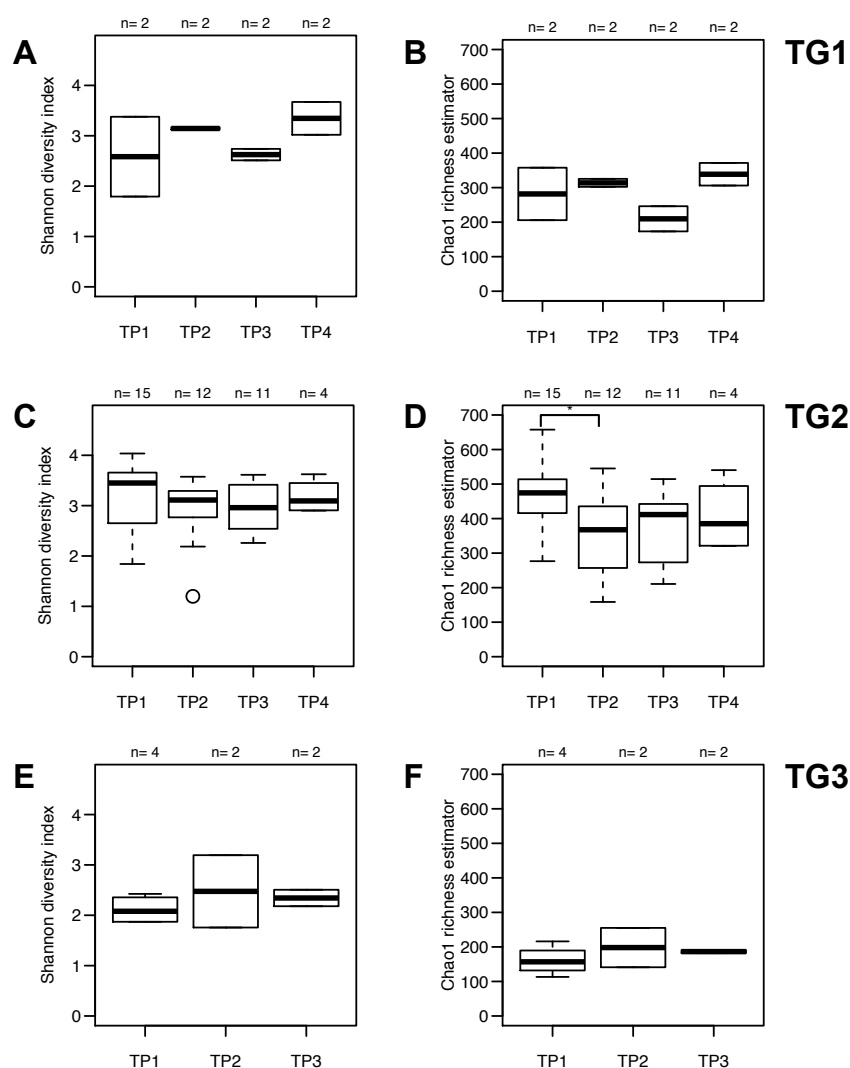 A
n= 2 n= 2 n= 2 n= 2
Shannon diversity index
4
3
2
1
0
TP1 TP2 TP3 TP4
B
n= 2 n= 2 n= 2 n= 2
TG1
Chao1 richness estimator
700
600
500
400
300
200
100
0
TP1 TP2 TP3 TP4
C
n= 15 n= 12 n= 11 n= 4
Shannon diversity index
4
3
2
1
0
TP1 TP2 TP3 TP4
D
n= 15 n= 12 n= 11 n= 4
TG2
Chao1 richness estimator
700
600
500
400
300
200
100
0
*
TP1 TP2 TP3 TP4
E
n= 4 n= 2 n= 2
Shannon diversity index
4
3
2
1
0
TP1 TP2 TP3
F
n= 4 n= 2 n= 2
TG3
Chao1 richness estimator
700
600
500
400
300
200
100
0
TP1 TP2 TP3